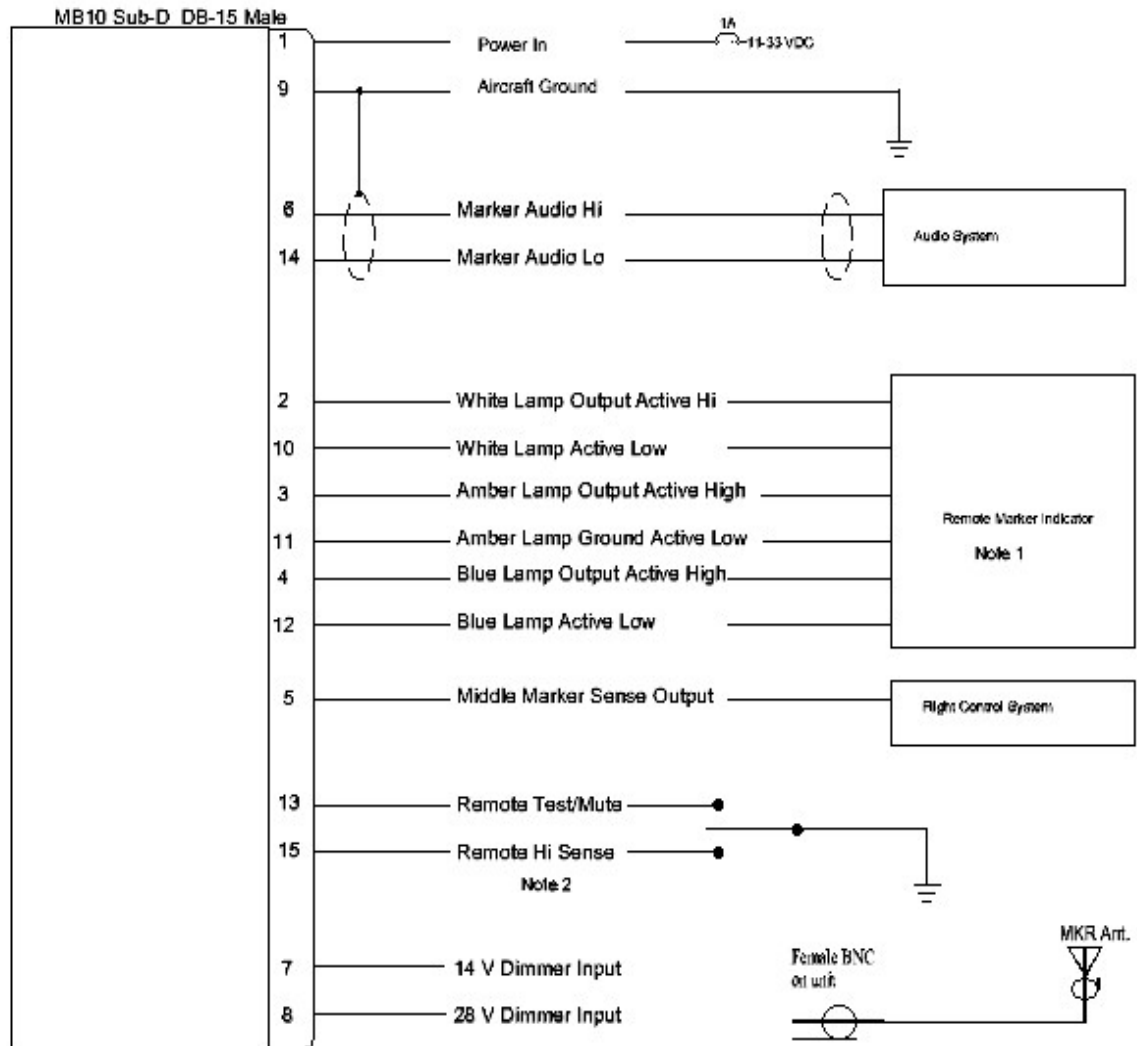 MB10 Sub-D DB-15 Male
1 Power In 1A 11-33 VDC
9 Aircraft Ground
6 Marker Audio Hi
14 Marker Audio Lo
Audio System
2 White Lamp Output Active Hi
10 White Lamp Active Low
3 Amber Lamp Output Active High
11 Amber Lamp Ground Active Low
4 Blue Lamp Output Active High
12 Blue Lamp Active Low
Remote Marker Indicator
Note 1
5 Middle Marker Sense Output
Flight Control System
13 Remote Test/Mute
15 Remote Hi Sense
Note 2
7 14 V Dimmer Input
8 28 V Dimmer Input
Female BNC
on unit
MKR Ant.